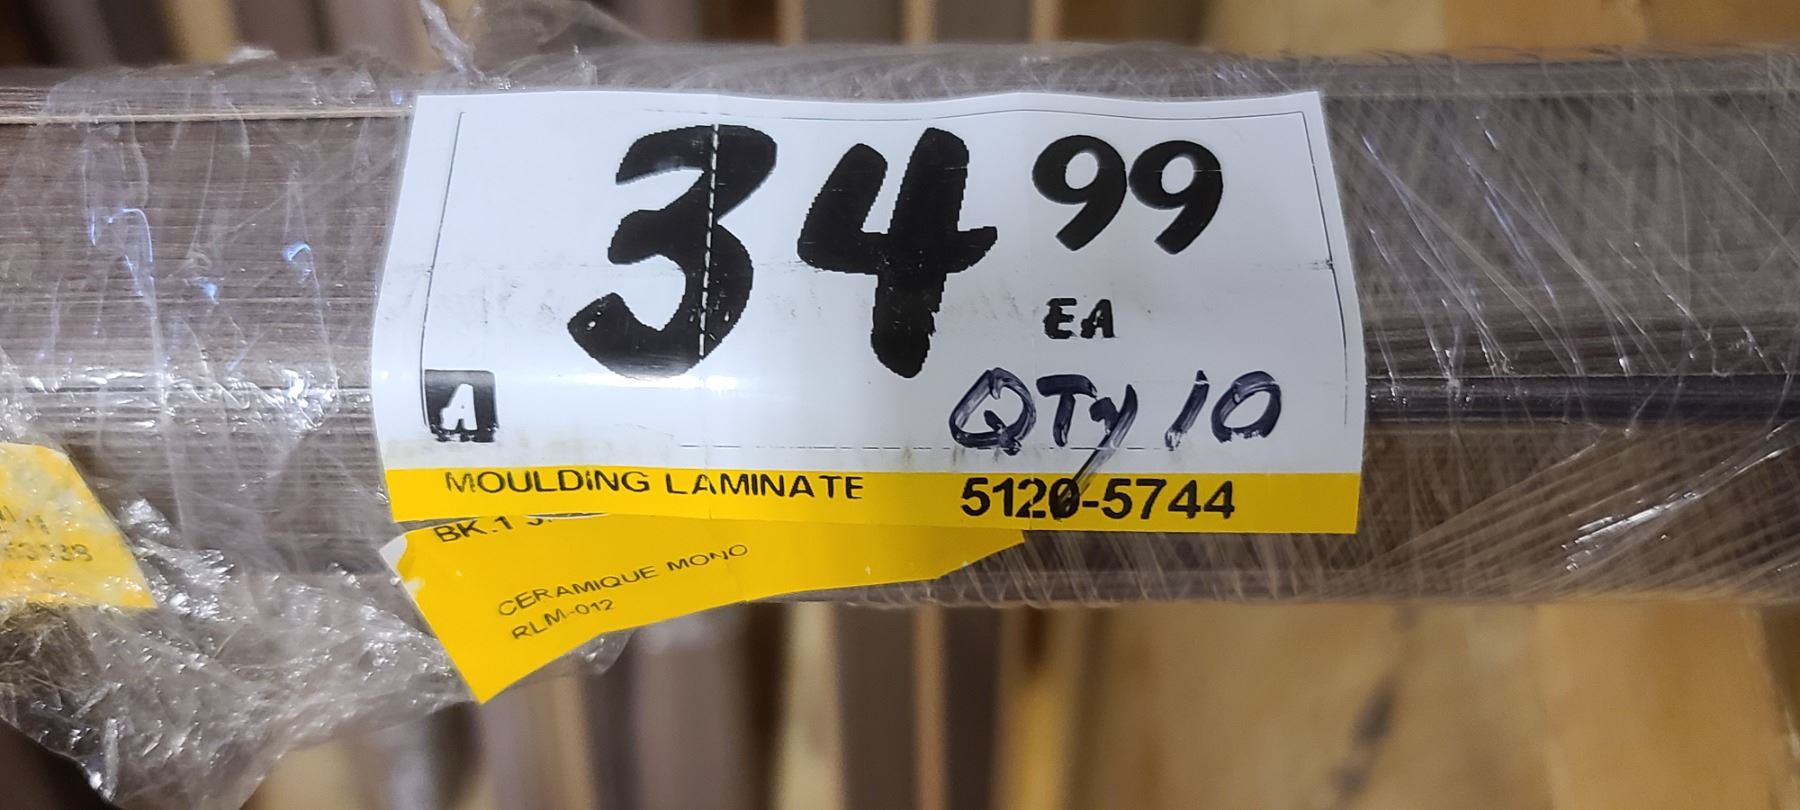 34 99
EA
A
QTy 10
MOULDING LAMINATE 5120-5744
BK.1
CERAMIQUE MONO
RLM-012